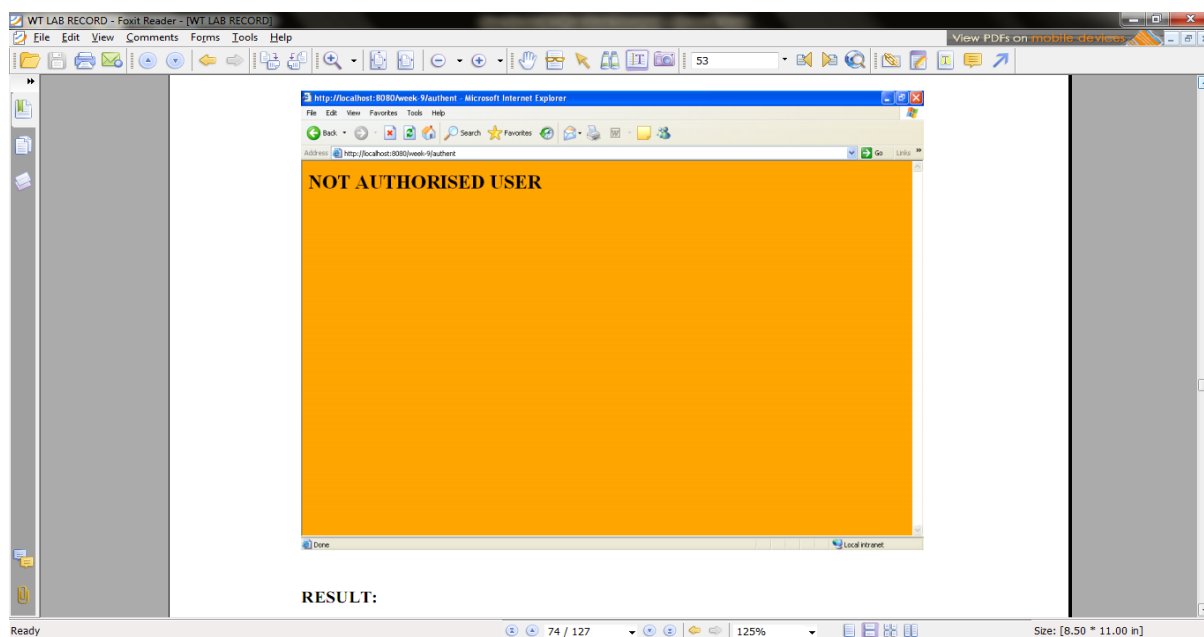 WT LAB RECORD - Foxit Reader - [WT LAB RECORD]
File Edit View Comments Forms Tools Help
View PDFs on mobile devices
53
http://localhost:8080/week-9/authent - Microsoft Internet Explorer
File Edit View Favorites Tools Help
Back Search Favorites
Address http://localhost:8080/week-9/authent Go Links »
NOT AUTHORISED USER
Done Local intranet
RESULT:
Ready 74 / 127 125% Size: [8.50 * 11.00 in]